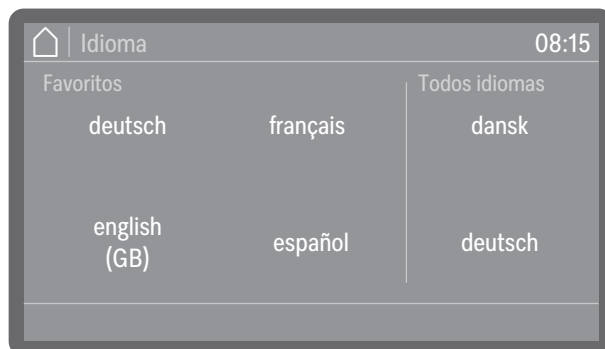 Idioma 08:15
Favoritos Todos idiomas
deutsch français dansk
english
(GB) español deutsch